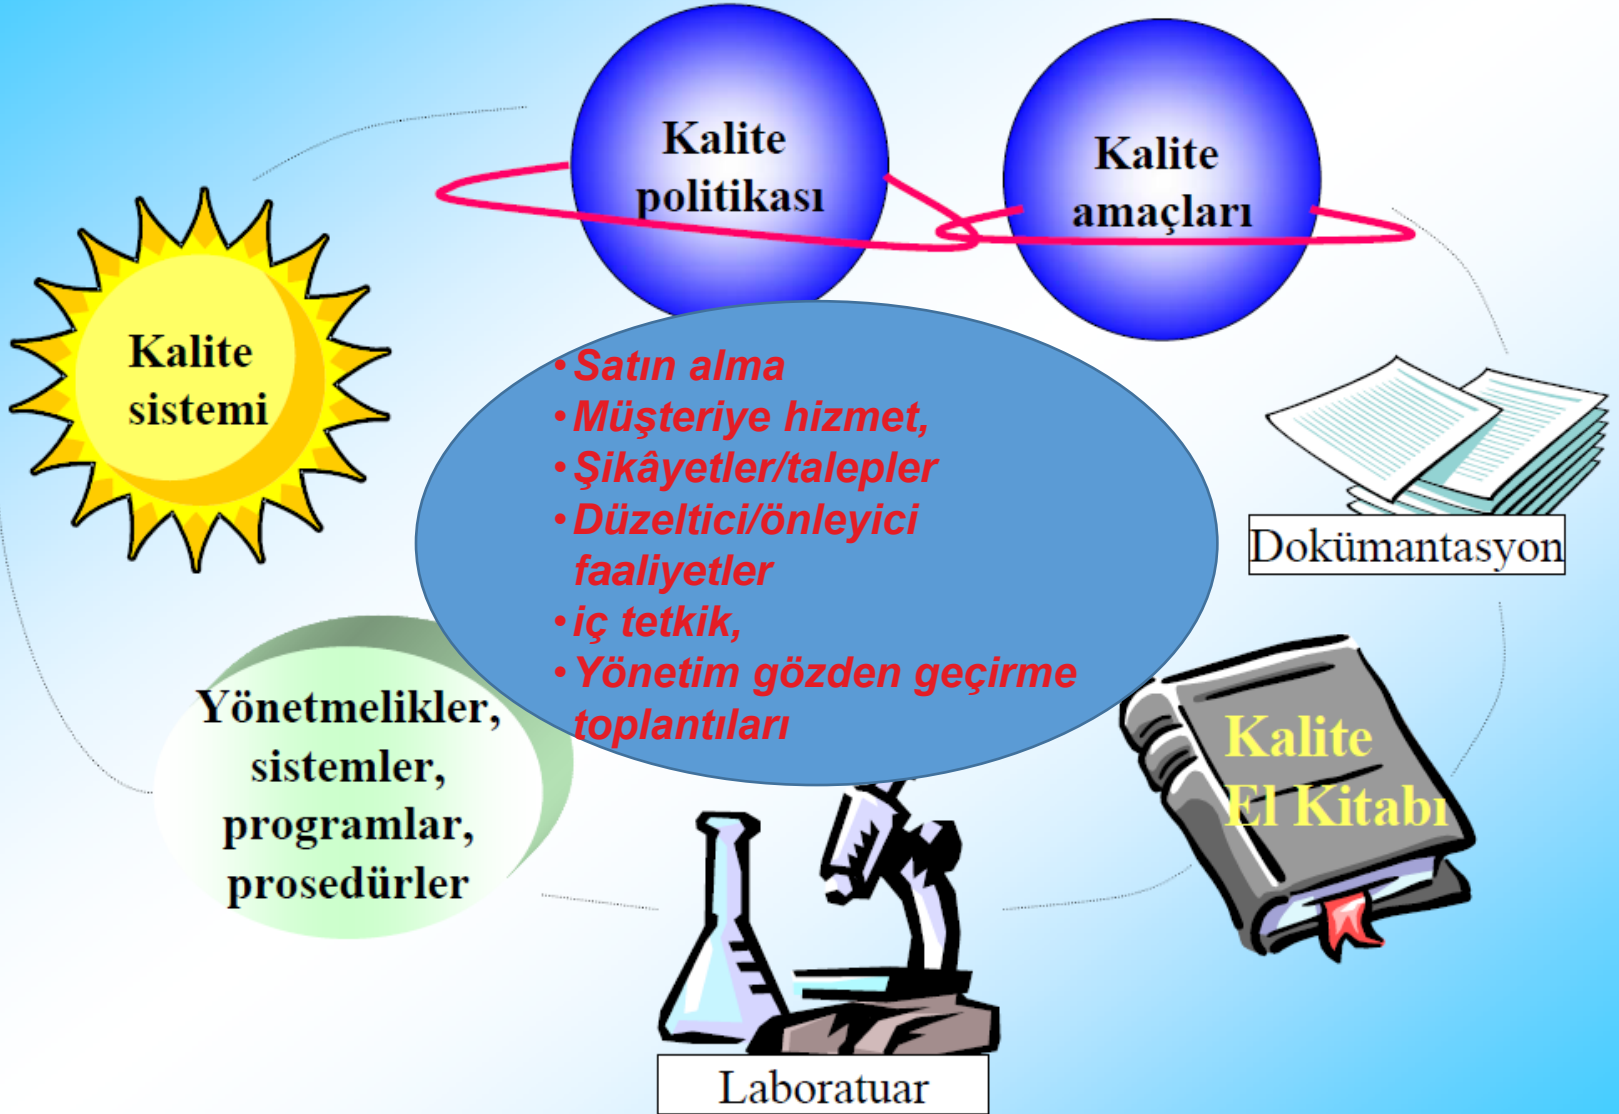 Kalite
politikası
Kalite
amaçları
Kalite
sistemi
• Satın alma
• Müşteriye hizmet,
• Şikâyetler/talepler
• Düzeltici/önleyici
faaliyetler
• iç tetkik,
• Yönetim gözden geçirme
toplantıları
Dokümantasyon
Yönetmelikler,
sistemler,
programlar,
prosedürler
Kalite
El Kitabı
Laboratuar